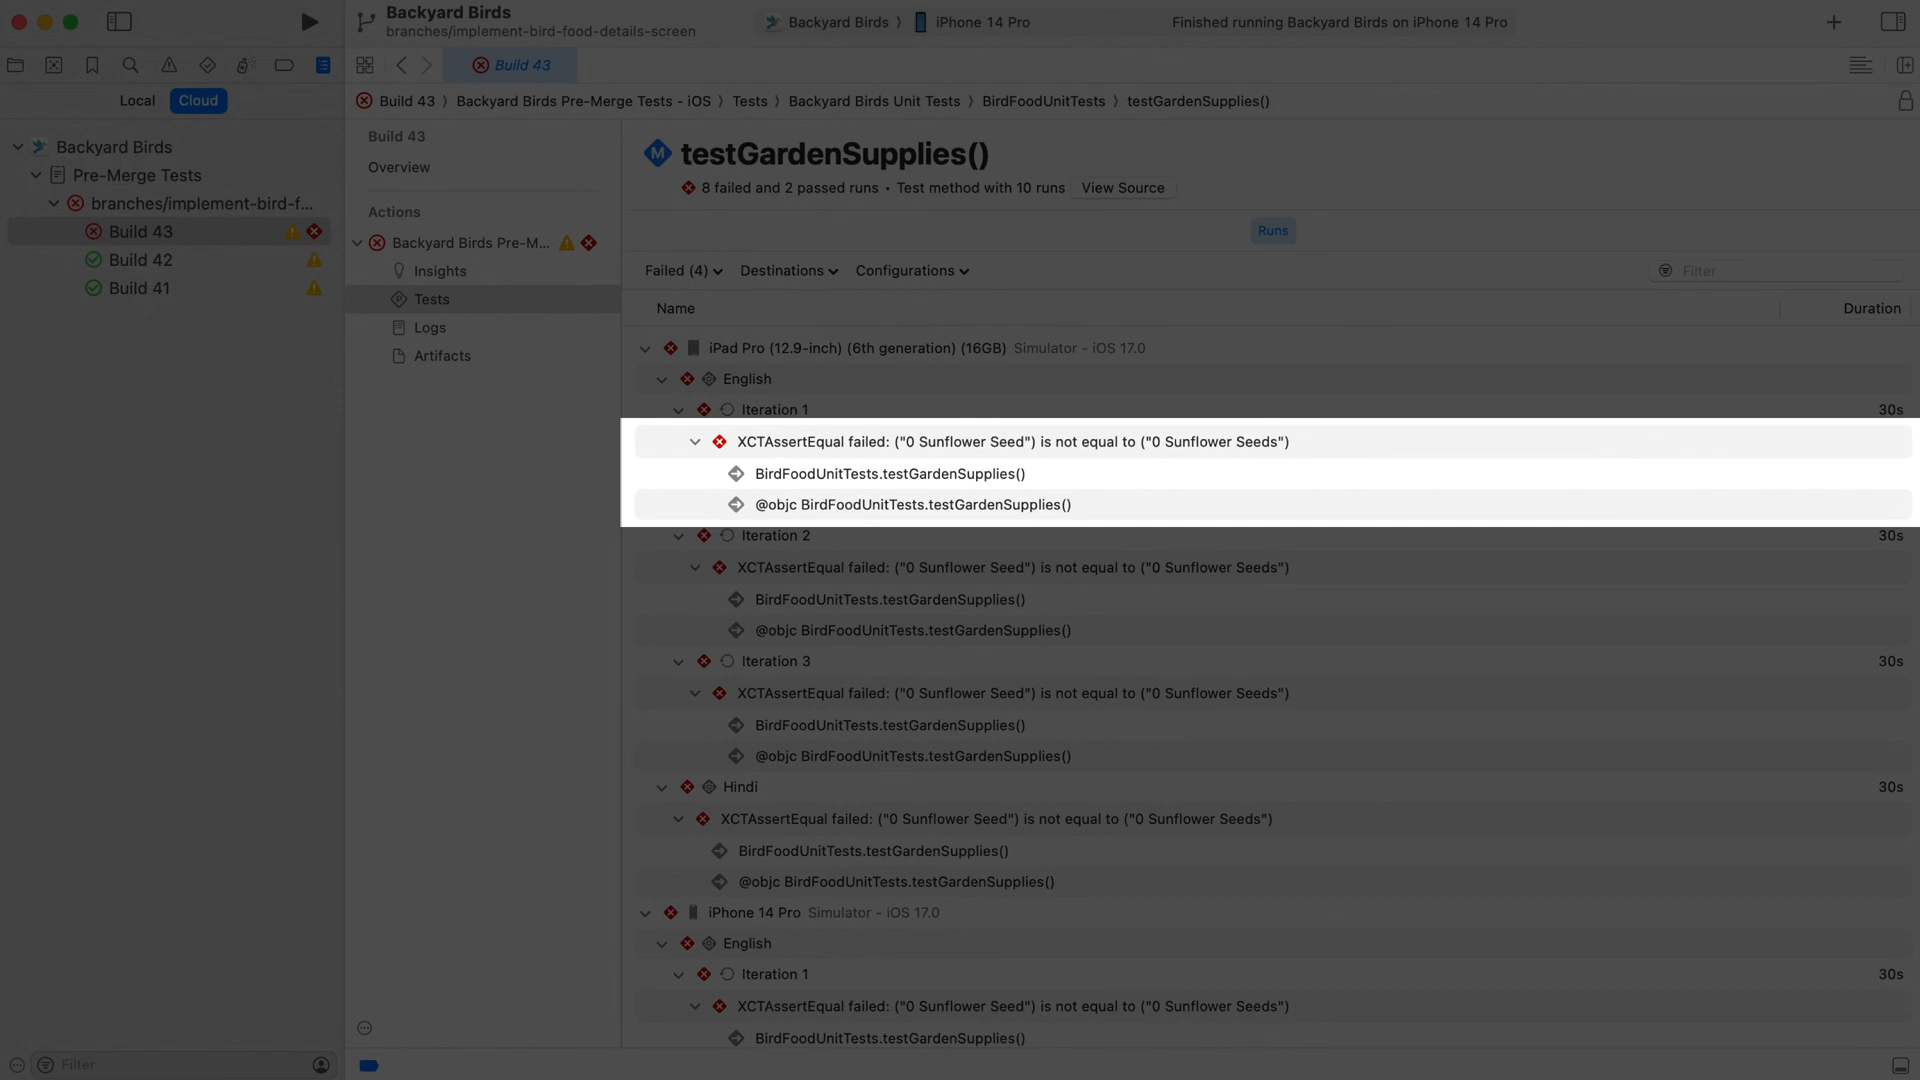 Backyard Birds
branches/implement-bird-food-details-screen
Backyard Birds
iPhone 14 Pro
Finished running Backyard Birds on iPhone 14 Pro
Build 43
Local
Cloud
Build 43 Backyard Birds Pre-Merge Tests - iOS Tests Backyard Birds Unit Tests BirdFoodUnitTests testGardenSupplies()
Backyard Birds
Pre-Merge Tests
branches/implement-bird-f...
Build 43
Build 42
Build 41
Build 43
Overview
Actions
Backyard Birds Pre-M...
Insights
Tests
Logs
Artifacts
M testGardenSupplies()
8 failed and 2 passed runs • Test method with 10 runs View Source
Runs
Failed (4) Destinations Configurations Filter
Name Duration
iPad Pro (12.9-inch) (6th generation) (16GB) Simulator - iOS 17.0
English
Iteration 1 30s
XCTAssertEqual failed: ("0 Sunflower Seed") is not equal to ("0 Sunflower Seeds")
BirdFoodUnitTests.testGardenSupplies()
@objc BirdFoodUnitTests.testGardenSupplies()
Iteration 2 30s
XCTAssertEqual failed: ("0 Sunflower Seed") is not equal to ("0 Sunflower Seeds")
BirdFoodUnitTests.testGardenSupplies()
@objc BirdFoodUnitTests.testGardenSupplies()
Iteration 3 30s
XCTAssertEqual failed: ("0 Sunflower Seed") is not equal to ("0 Sunflower Seeds")
BirdFoodUnitTests.testGardenSupplies()
@objc BirdFoodUnitTests.testGardenSupplies()
Hindi 30s
XCTAssertEqual failed: ("0 Sunflower Seed") is not equal to ("0 Sunflower Seeds")
BirdFoodUnitTests.testGardenSupplies()
@objc BirdFoodUnitTests.testGardenSupplies()
iPhone 14 Pro Simulator - iOS 17.0
English
Iteration 1 30s
XCTAssertEqual failed: ("0 Sunflower Seed") is not equal to ("0 Sunflower Seeds")
BirdFoodUnitTests.testGardenSupplies()
Filter